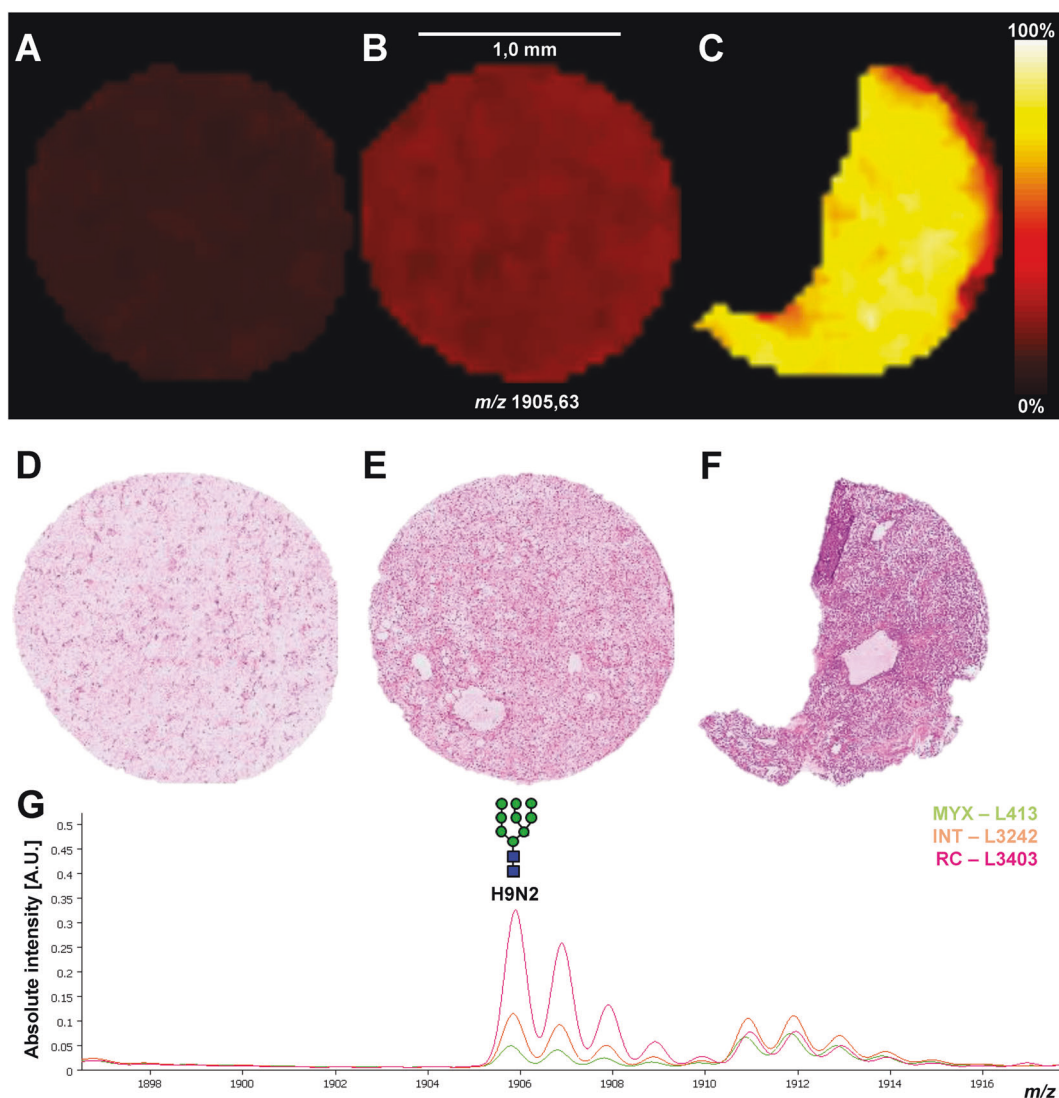 A
B
C
1,0 mm
100%
0%
m/z 1905,63
D
E
F
G
H9N2
MYX – L413
INT – L3242
RC – L3403
Absolute intensity [A.U.]
0.5
0.45
0.4
0.35
0.3
0.25
0.2
0.15
0.1
0.05
0
1898
1900
1902
1904
1906
1908
1910
1912
1914
1916
m/z